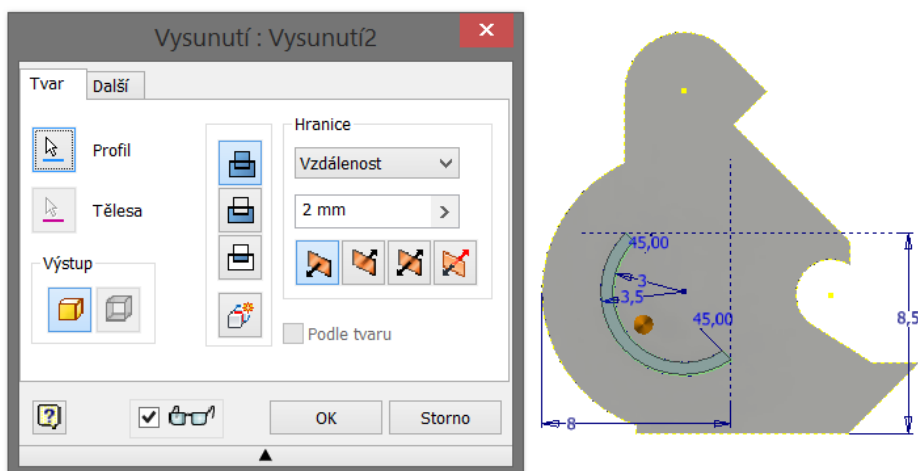 Vysunutí : Vysunutí2
Tvar
Další
Profil
Tělesa
Výstup
Hranice
Vzdálenost
2 mm
Podle tvaru
OK
Storno
45,00
3
3,5
45,00
8,5
8